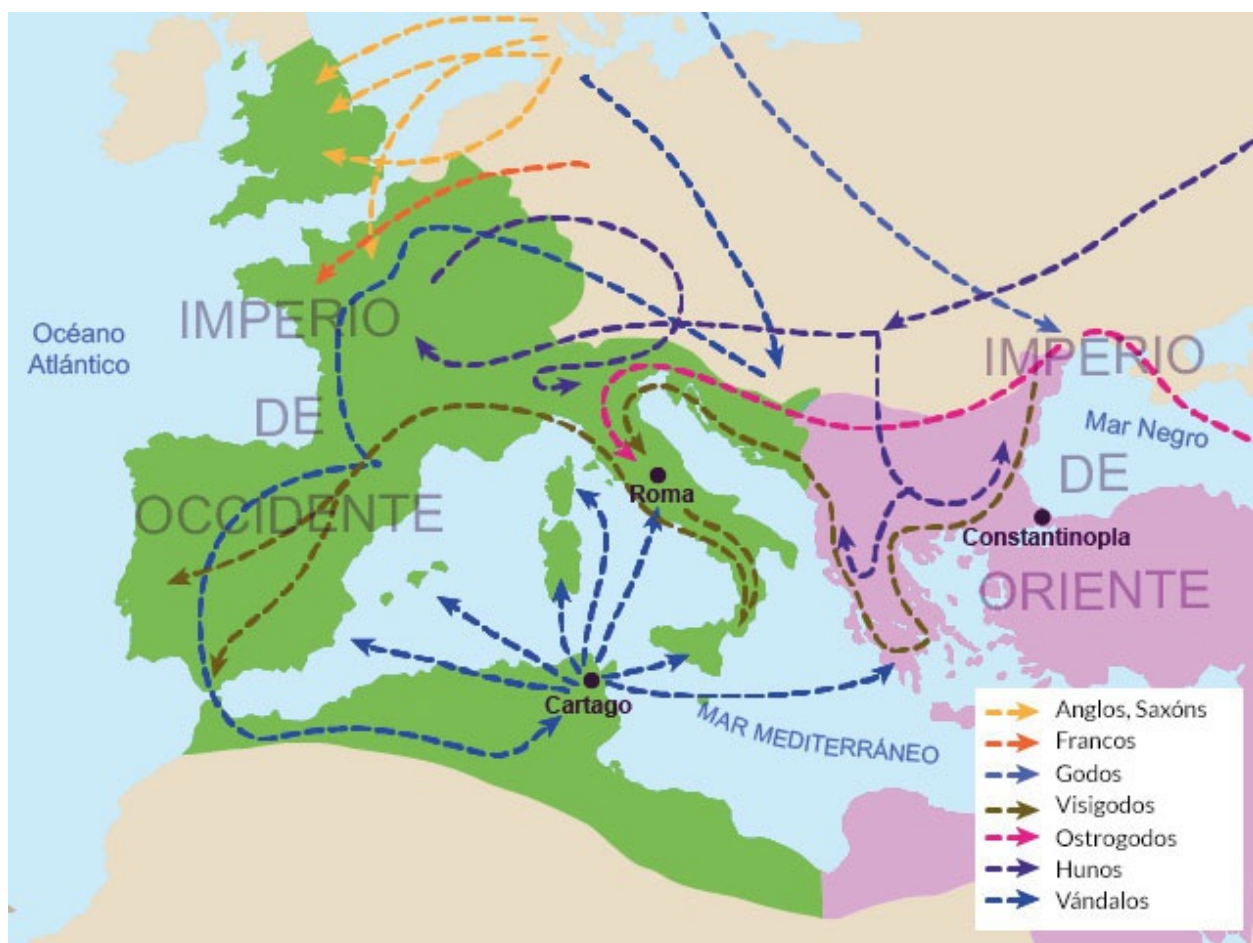 Océano
Atlántico
IMPERIO
DE
OCCIDENTE
IMPERIO
DE
ORIENTE
Mar Negro
Roma
Constantinopla
Cartago
MAR MEDITERRÁNEO
Anglos, Saxóns
Francos
Godos
Visigodos
Ostrogodos
Hunos
Vándalos